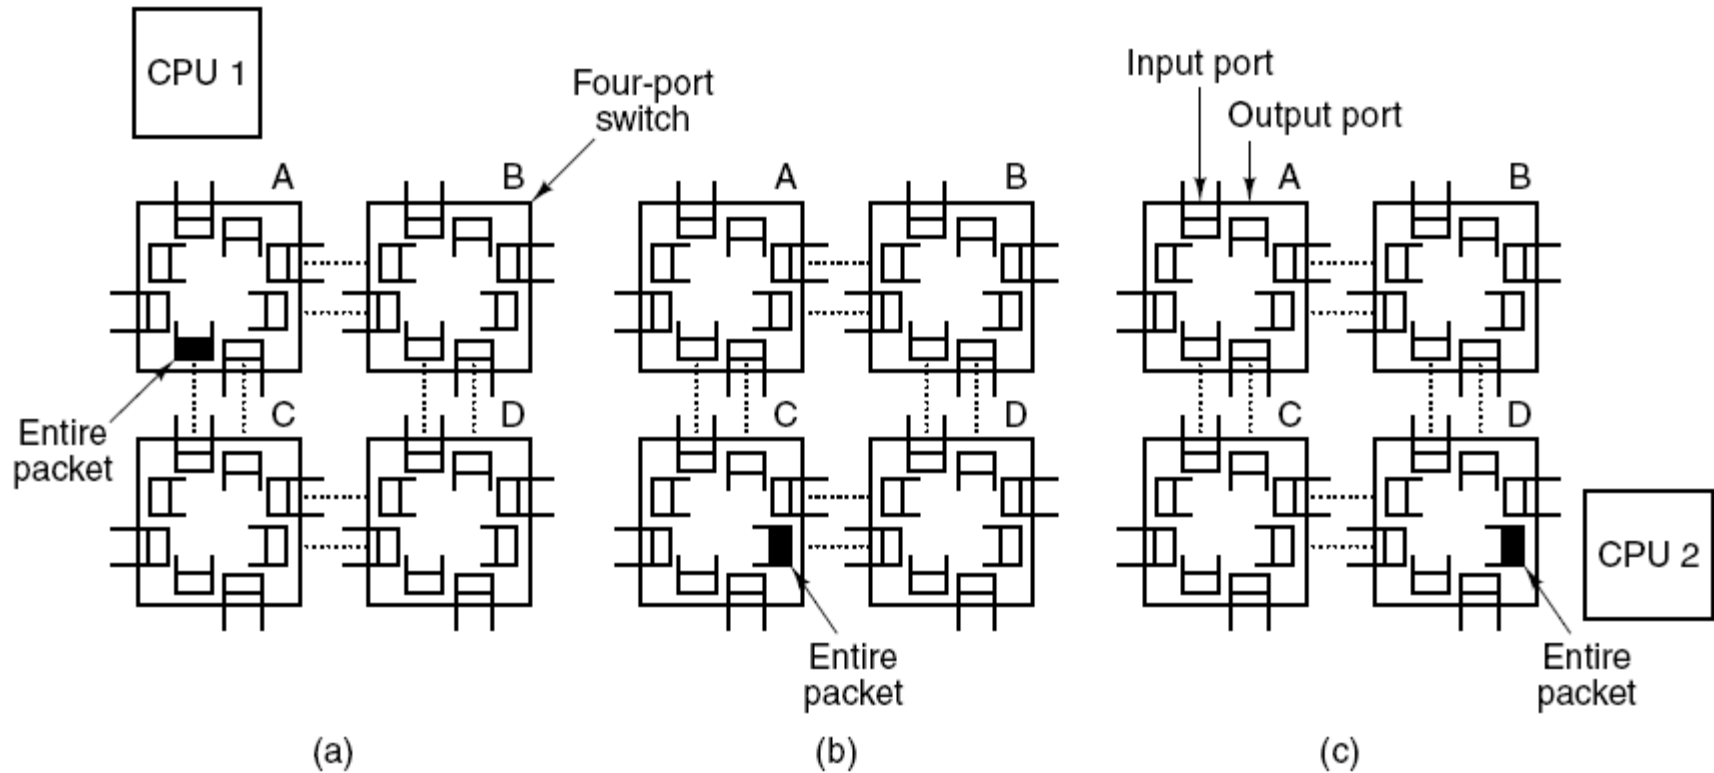 CPU 1
Four-port
switch
Input port
Output port
A
B
A
B
A
B
Entire
packet
C
D
C
D
C
D
CPU 2
Entire
packet
Entire
packet
(a)
(b)
(c)